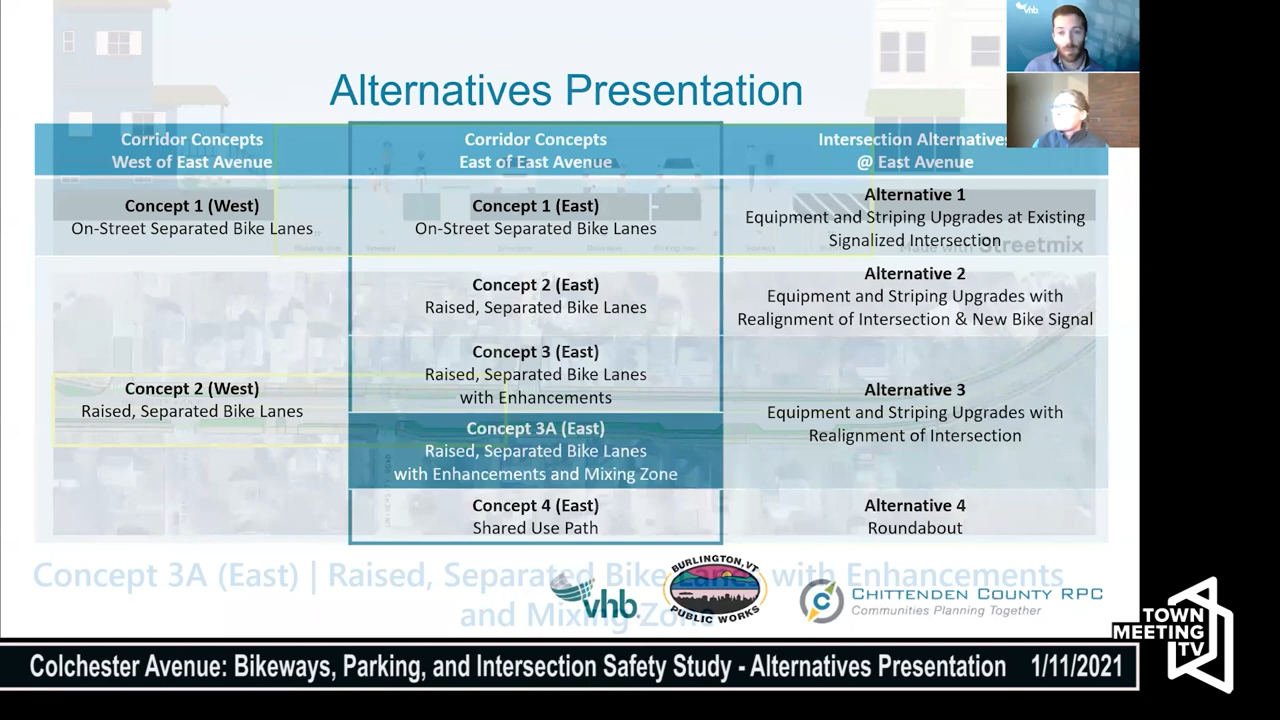 vhb.
Alternatives Presentation
Corridor Concepts
West of East Avenue
Corridor Concepts
East of East Avenue
Intersection Alternatives
@ East Avenue
Concept 1 (West)
On-Street Separated Bike Lanes
Concept 1 (East)
On-Street Separated Bike Lanes
Alternative 1
Equipment and Striping Upgrades at Existing
Signalized Intersection
Made with Streetmix
Concept 2 (East)
Raised, Separated Bike Lanes
Alternative 2
Equipment and Striping Upgrades with
Realignment of Intersection & New Bike Signal
Concept 2 (West)
Raised, Separated Bike Lanes
Concept 3 (East)
Raised, Separated Bike Lanes
with Enhancements
Concept 3A (East)
Raised, Separated Bike Lanes
with Enhancements and Mixing Zone
Alternative 3
Equipment and Striping Upgrades with
Realignment of Intersection
Concept 4 (East)
Shared Use Path
Alternative 4
Roundabout
Concept 3A (East) | Raised, Separated Bike Lanes with Enhancements
and Mixing Zone
vhb.
BURLINGTON, VT
PUBLIC WORKS
CHITTENDEN COUNTY RPC
Communities Planning Together
TOWN
MEETING
TV
Colchester Avenue: Bikeways, Parking, and Intersection Safety Study - Alternatives Presentation 1/11/2021